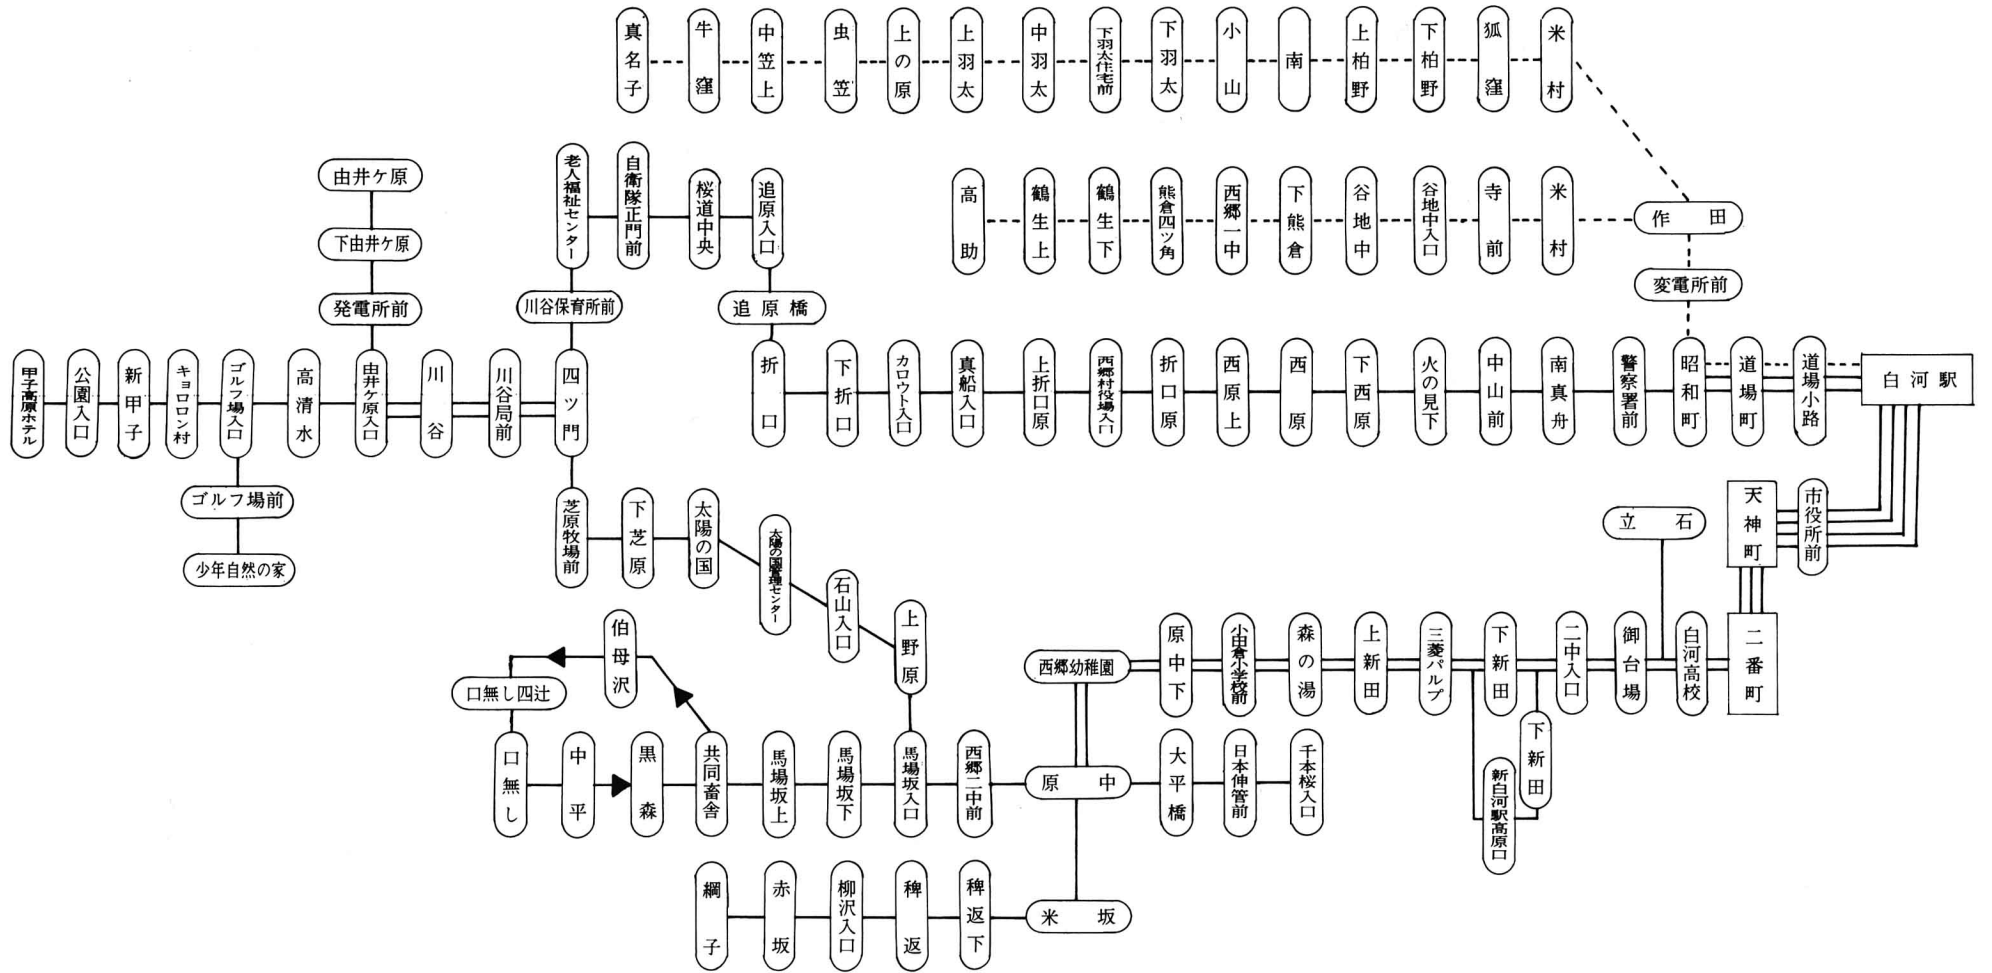 真名子
牛窪
中笠上
虫笠
上の原
上羽太
中羽太
下羽太住宅前
下羽太
小山
南
上柏野
下柏野
狐窪
米村
由井ケ原
下由井ケ原
発電所前
老人福祉センター
自衛隊正門前
桜道中央
追原入口
川谷保育所前
追原橋
高助
鶴生上
鶴生下
熊倉四ツ角
西郷一中
下熊倉
谷地中
谷地中入口
寺前
米村
作田
変電所前
甲子高原ホテル
公園入口
新甲子
キョロロン村
ゴルフ場入口
高清水
由井ケ原入口
川谷
川谷局前
四ツ門
折口
下折口
カロウト入口
真船入口
上折口原
西郷村役場入口
折口原
西原上
西原
下西原
火の見下
中山前
南真舟
警察署前
昭和町
道場町
道場小路
白河駅
ゴルフ場前
少年自然の家
芝原牧場前
下芝原
太陽の国
太陽の国管理センター
石山入口
上野原
立石
天神町
市役所前
伯母沢
口無し四辻
西郷幼稚園
原中下
小田倉小学校前
森の湯
上新田
三菱パルプ
下新田
二中入口
御台場
白河高校
二番町
口無し
中平
黒森
共同畜舎
馬場坂上
馬場坂下
馬場坂入口
西郷二中前
原中
大平橋
日本伸管前
千本桜入口
新白河駅高原口
下新田
綱子
赤坂
柳沢入口
稗返
稗返下
米坂